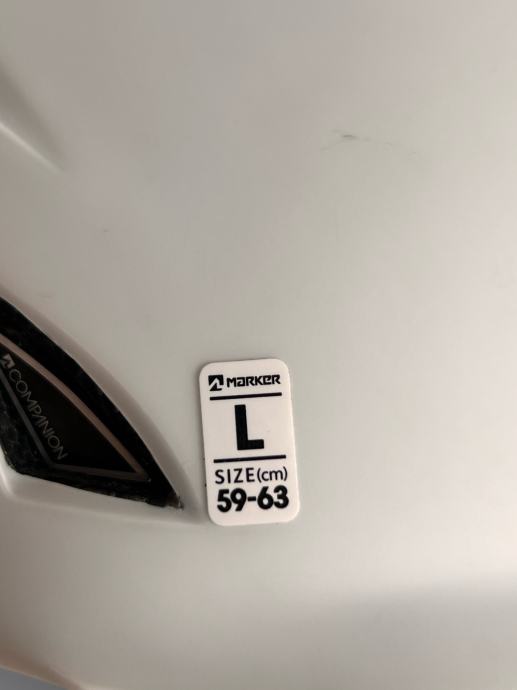 COMPANION
MARKER
L
SIZE(cm)
59-63